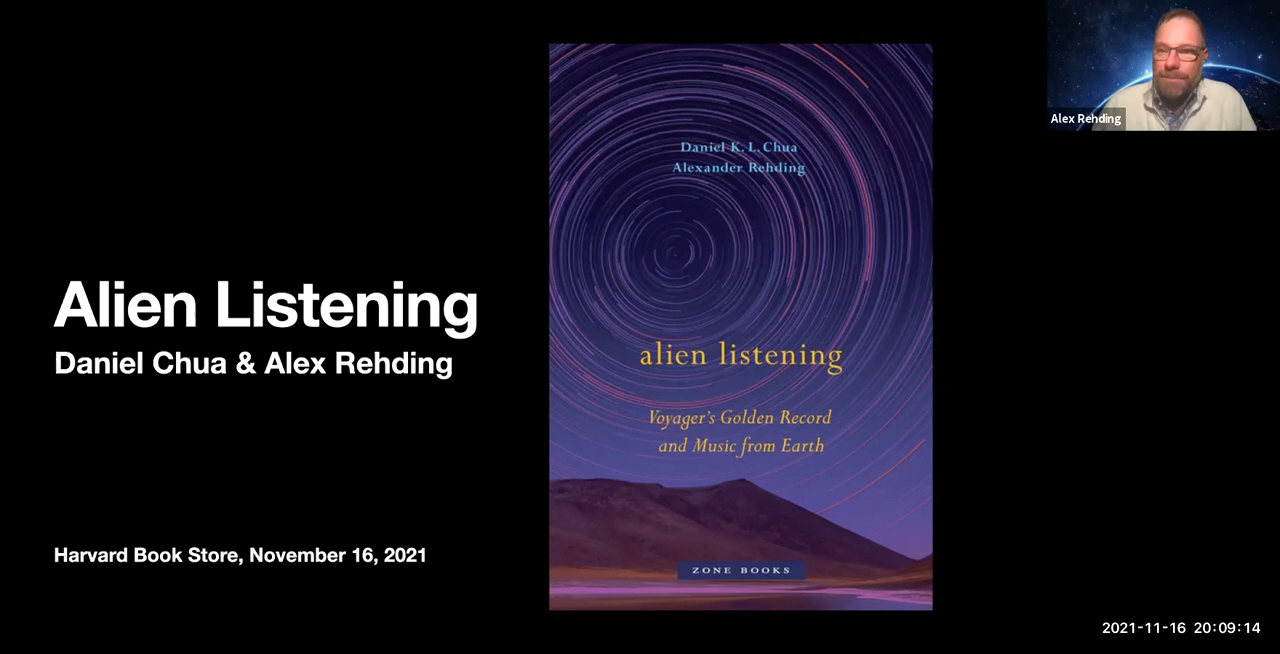 Alex Rehding
Daniel K. L. Chua
Alexander Rehding
Alien Listening
Daniel Chua & Alex Rehding
alien listening
Voyager's Golden Record
and Music from Earth
Harvard Book Store, November 16, 2021
ZONE BOOKS
2021-11-16 20:09:14